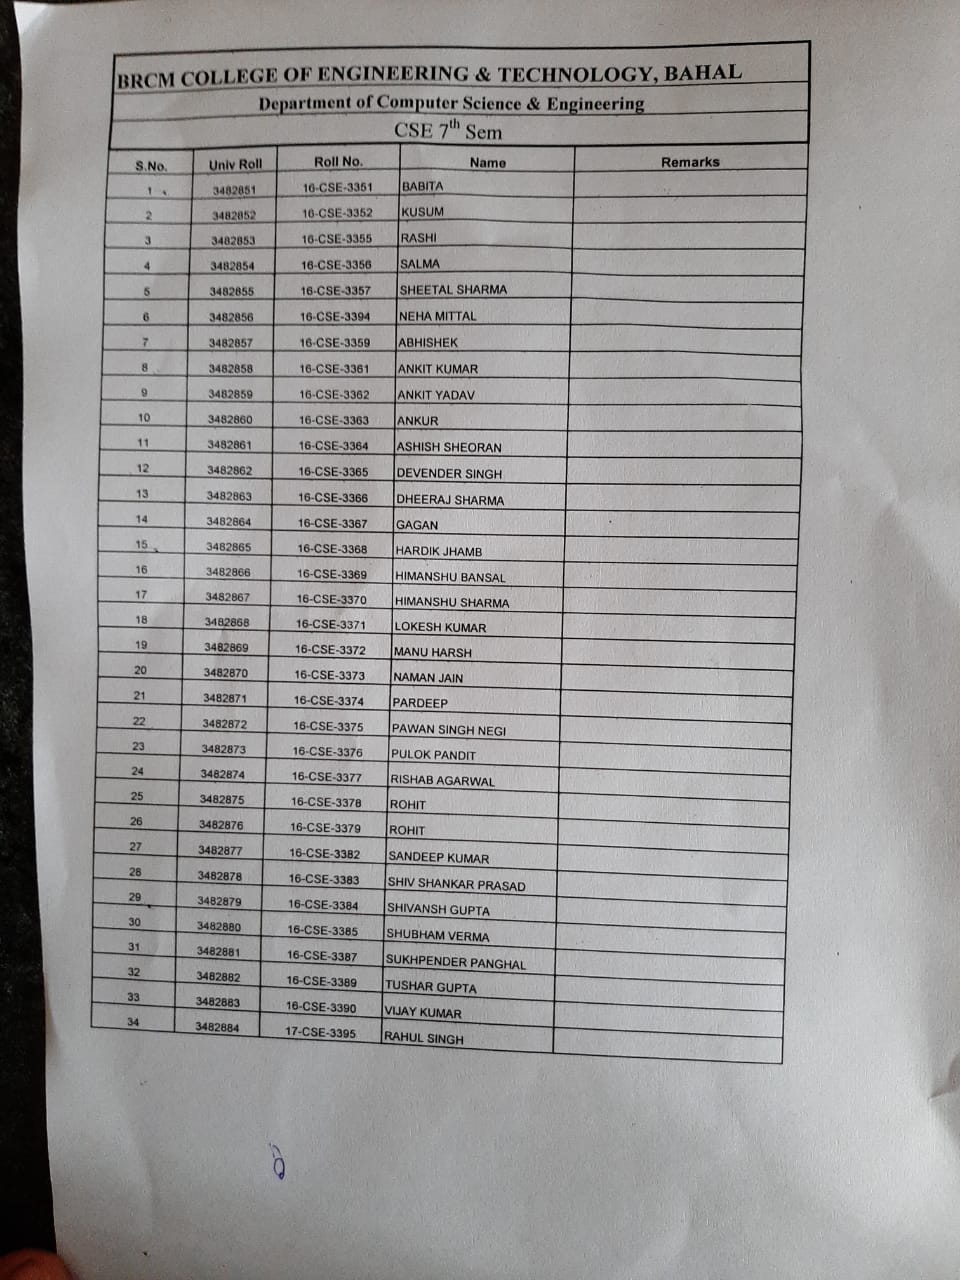 BRCM COLLEGE OF ENGINEERING & TECHNOLOGY, BAHAL
Department of Computer Science & Engineering
CSE 7th Sem
S.No. Univ Roll Roll No. Name Remarks
1 3482851 16-CSE-3351 BABITA
2 3482852 16-CSE-3352 KUSUM
3 3482853 16-CSE-3355 RASHI
4 3482854 16-CSE-3356 SALMA
5 3482855 16-CSE-3357 SHEETAL SHARMA
6 3482856 16-CSE-3394 NEHA MITTAL
7 3482857 16-CSE-3359 ABHISHEK
8 3482858 16-CSE-3361 ANKIT KUMAR
9 3482859 16-CSE-3362 ANKIT YADAV
10 3482860 16-CSE-3363 ANKUR
11 3482861 16-CSE-3364 ASHISH SHEORAN
12 3482862 16-CSE-3365 DEVENDER SINGH
13 3482863 16-CSE-3366 DHEERAJ SHARMA
14 3482864 16-CSE-3367 GAGAN
15 3482865 16-CSE-3368 HARDIK JHAMB
16 3482866 16-CSE-3369 HIMANSHU BANSAL
17 3482867 16-CSE-3370 HIMANSHU SHARMA
18 3482868 16-CSE-3371 LOKESH KUMAR
19 3482869 16-CSE-3372 MANU HARSH
20 3482870 16-CSE-3373 NAMAN JAIN
21 3482871 16-CSE-3374 PARDEEP
22 3482872 16-CSE-3375 PAWAN SINGH NEGI
23 3482873 16-CSE-3376 PULOK PANDIT
24 3482874 16-CSE-3377 RISHAB AGARWAL
25 3482875 16-CSE-3378 ROHIT
26 3482876 16-CSE-3379 ROHIT
27 3482877 16-CSE-3382 SANDEEP KUMAR
28 3482878 16-CSE-3383 SHIV SHANKAR PRASAD
29 3482879 16-CSE-3384 SHIVANSH GUPTA
30 3482880 16-CSE-3385 SHUBHAM VERMA
31 3482881 16-CSE-3387 SUKHPENDER PANGHAL
32 3482882 16-CSE-3389 TUSHAR GUPTA
33 3482883 16-CSE-3390 VIJAY KUMAR
34 3482884 17-CSE-3395 RAHUL SINGH